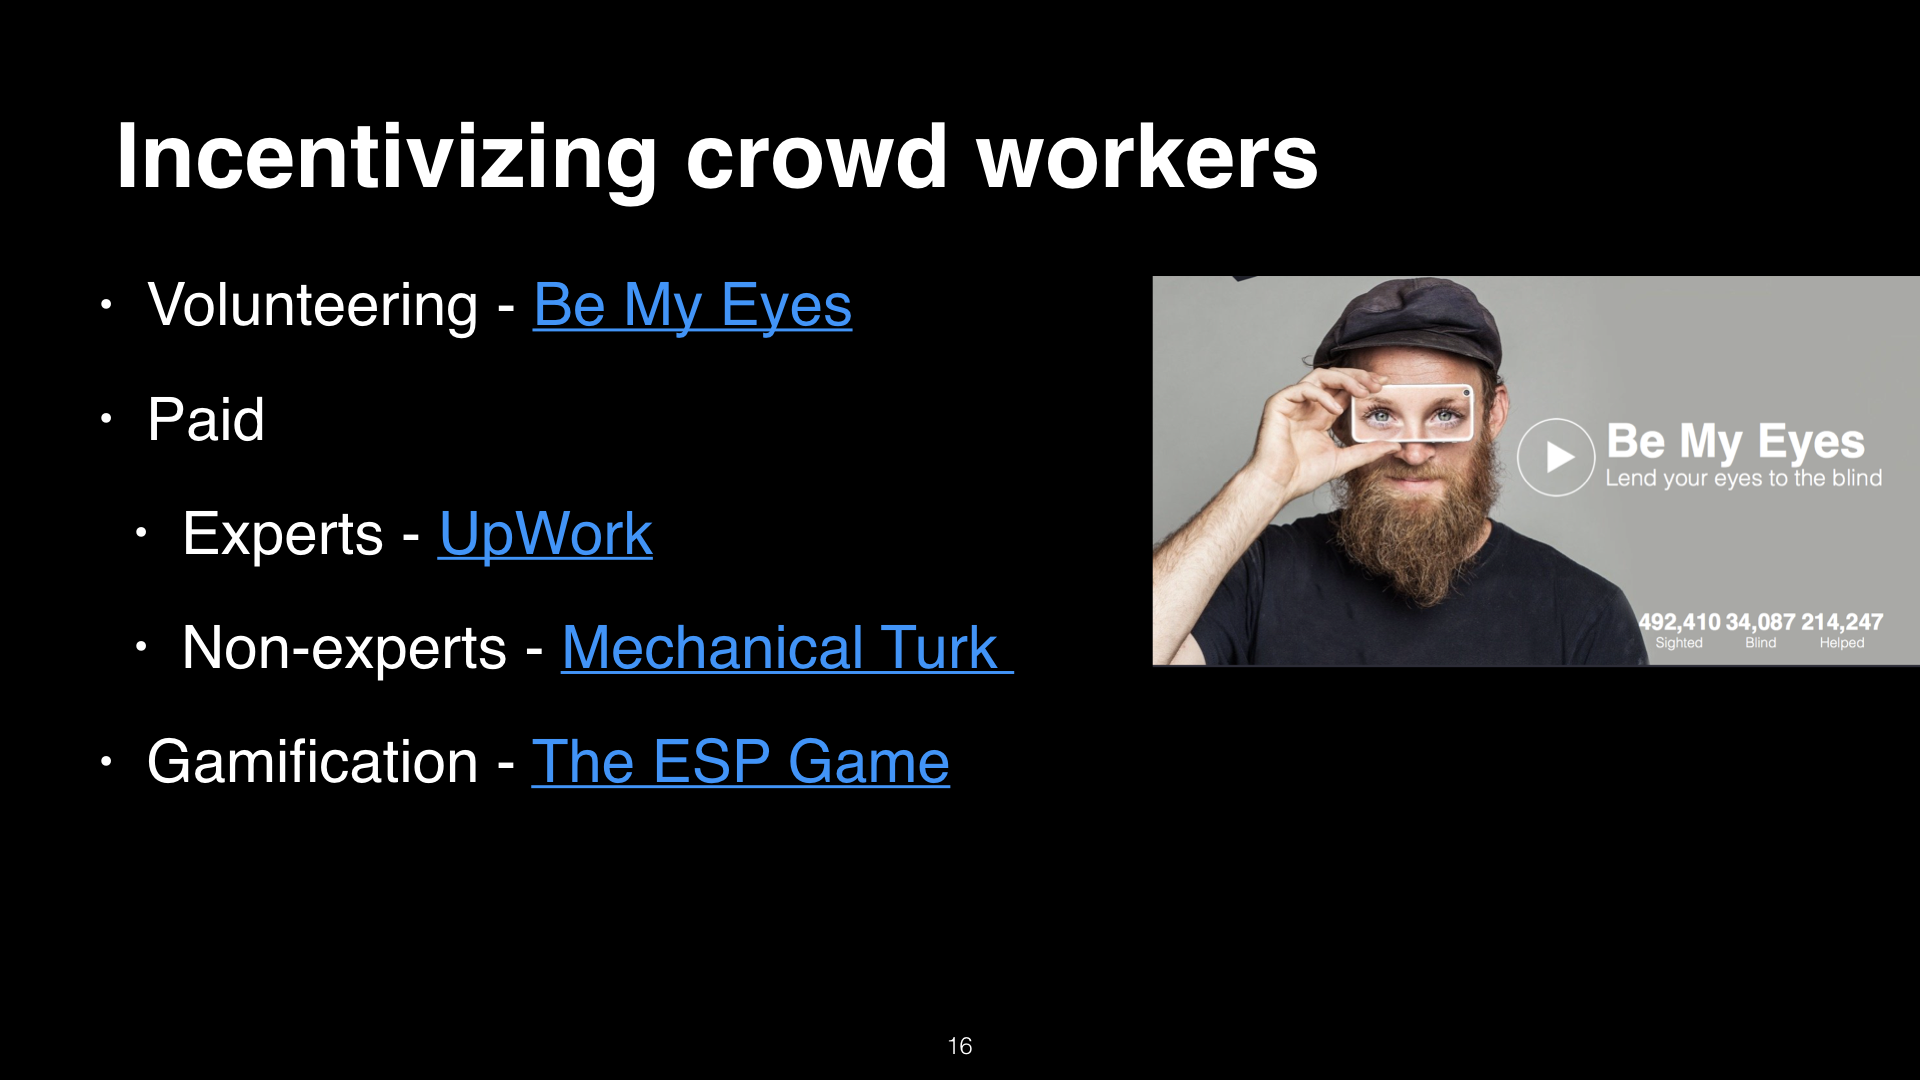 Incentivizing crowd workers
• Volunteering - Be My Eyes
• Paid
• Experts - UpWork
• Non-experts - Mechanical Turk
• Gamification - The ESP Game
Be My Eyes
Lend your eyes to the blind
492,410 34,087 214,247
Sighted Blind Helped
16